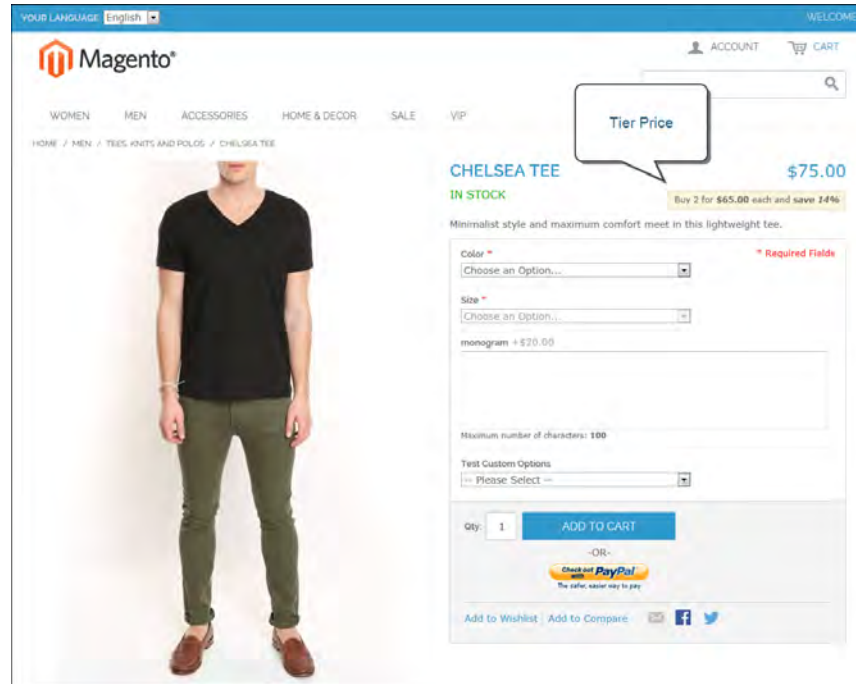 YOUR LANGUAGE: English
WELCOME
Magento®
ACCOUNT
CART
WOMEN MEN ACCESSORIES HOME & DECOR SALE VIP
Tier Price
HOME / MEN / TEES, KNITS AND POLOS / CHELSEA TEE
CHELSEA TEE
$75.00
IN STOCK
Buy 2 for $65.00 each and save 14%
Minimalist style and maximum comfort meet in this lightweight tee.
Color *
* Required Fields
Choose an Option...
Size *
Choose an Option...
monogram +$20.00
Maximum number of characters: 100
Test Custom Options
-- Please Select --
Qty: 1 ADD TO CART
-OR-
Check out with PayPal
The safer, easier way to pay
Add to Wishlist | Add to Compare